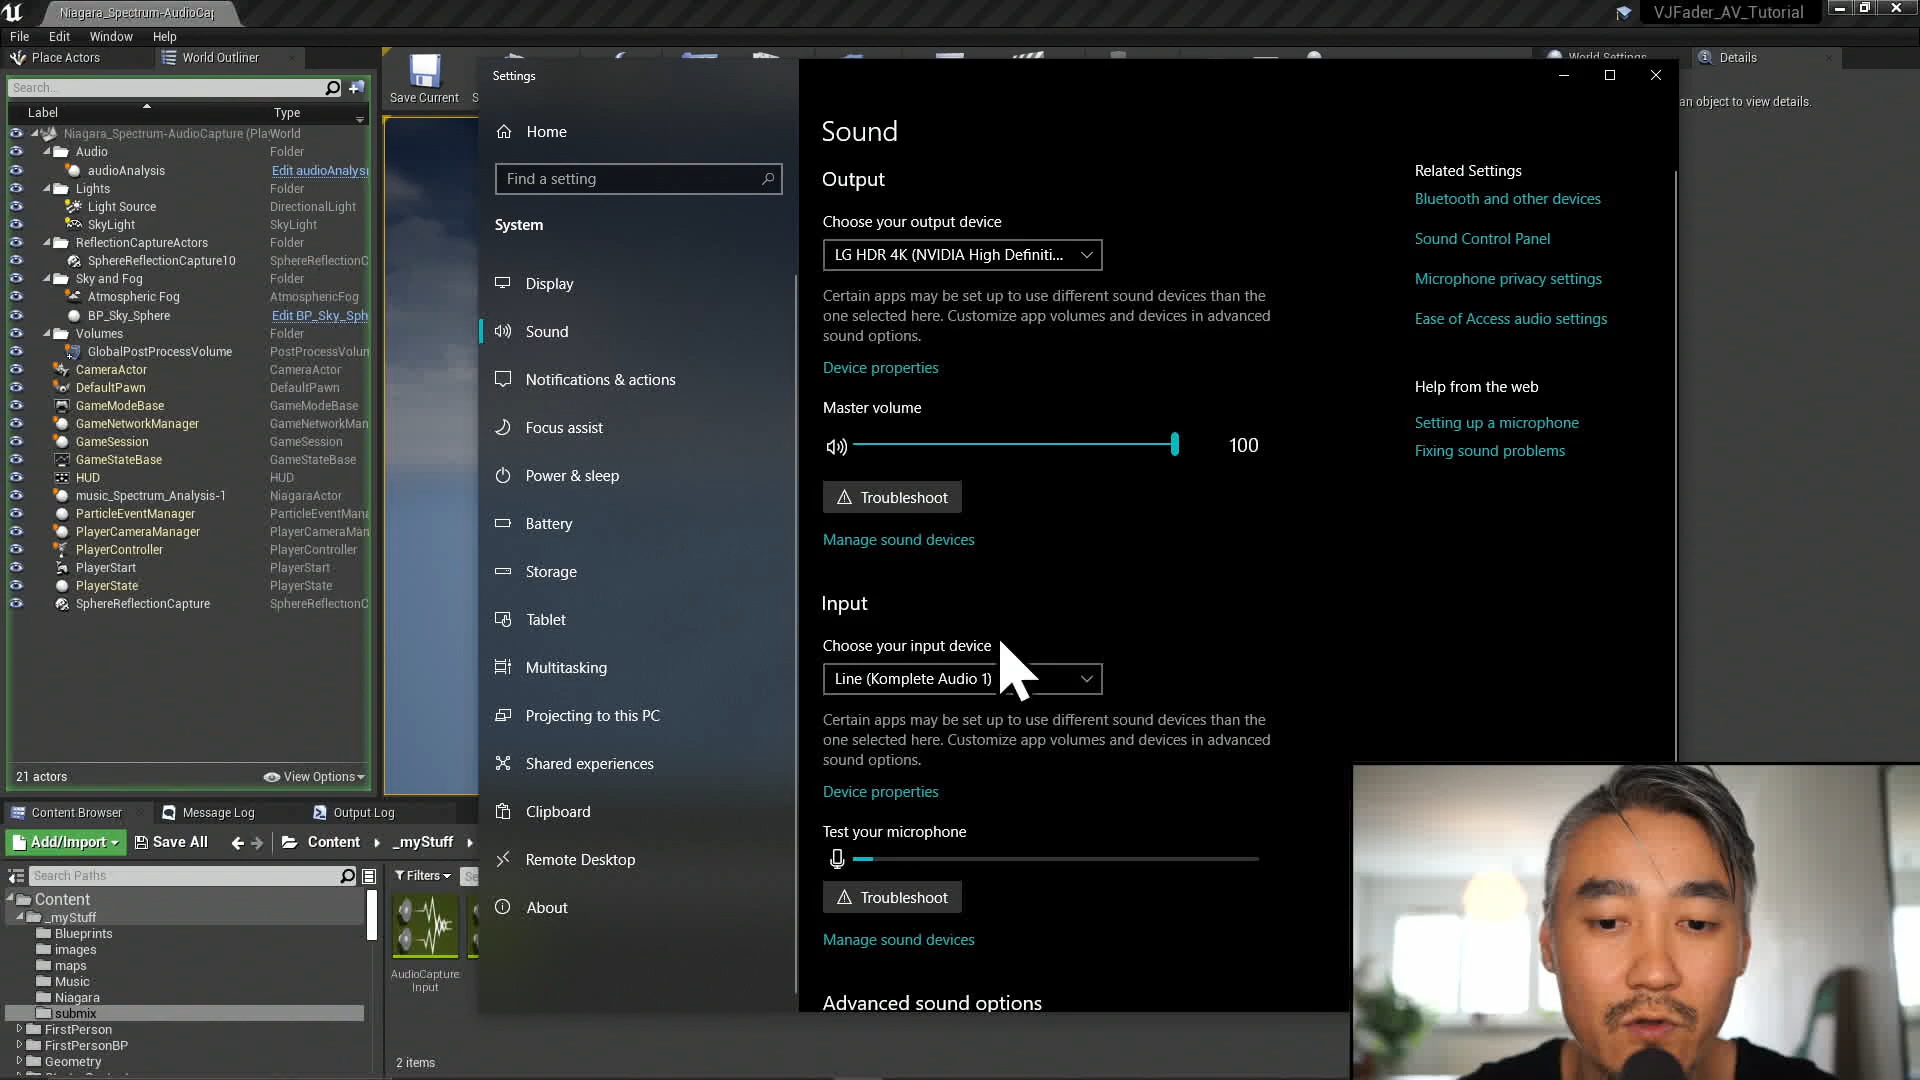 Niagara_Spectrum-AudioCap
VJFader_AV_Tutorial
File Edit Window Help
Place Actors
World Outliner
Search...
Label
Type
Niagara_Spectrum-AudioCapture (Pla World
Audio Folder
audioAnalysis Edit audioAnalysi
Lights Folder
Light Source DirectionalLight
SkyLight SkyLight
ReflectionCaptureActors Folder
SphereReflectionCapture10 SphereReflectionC
Sky and Fog Folder
Atmospheric Fog AtmosphericFog
BP_Sky_Sphere Edit BP_Sky_Sph
Volumes Folder
GlobalPostProcessVolume PostProcessVolum
CameraActor CameraActor
DefaultPawn DefaultPawn
GameModeBase GameModeBase
GameNetworkManager GameNetworkMan
GameSession GameSession
GameStateBase GameStateBase
HUD HUD
music_Spectrum_Analysis-1 NiagaraActor
ParticleEventManager ParticleEventMana
PlayerCameraManager PlayerCameraMan
PlayerController PlayerController
PlayerStart PlayerStart
PlayerState PlayerState
SphereReflectionCapture SphereReflectionC
21 actors
View Options
Save Current
Settings
Home
Find a setting
System
Display
Sound
Notifications & actions
Focus assist
Power & sleep
Battery
Storage
Tablet
Multitasking
Projecting to this PC
Shared experiences
Clipboard
Remote Desktop
About
Sound
Output
Choose your output device
LG HDR 4K (NVIDIA High Definiti...
Certain apps may be set up to use different sound devices than the
one selected here. Customize app volumes and devices in advanced
sound options.
Device properties
Master volume
100
Troubleshoot
Manage sound devices
Input
Choose your input device
Line (Komplete Audio 1)
Certain apps may be set up to use different sound devices than the
one selected here. Customize app volumes and devices in advanced
sound options.
Device properties
Test your microphone
Troubleshoot
Manage sound devices
Advanced sound options
Related Settings
Bluetooth and other devices
Sound Control Panel
Microphone privacy settings
Ease of Access audio settings
Help from the web
Setting up a microphone
Fixing sound problems
World Settings
Details
an object to view details.
Content Browser
Message Log
Output Log
Add/Import
Save All
Content
_myStuff
Search Paths
Filters
Se
Content
_myStuff
Blueprints
images
maps
Music
Niagara
submix
FirstPerson
FirstPersonBP
Geometry
AudioCapture
Input
2 items